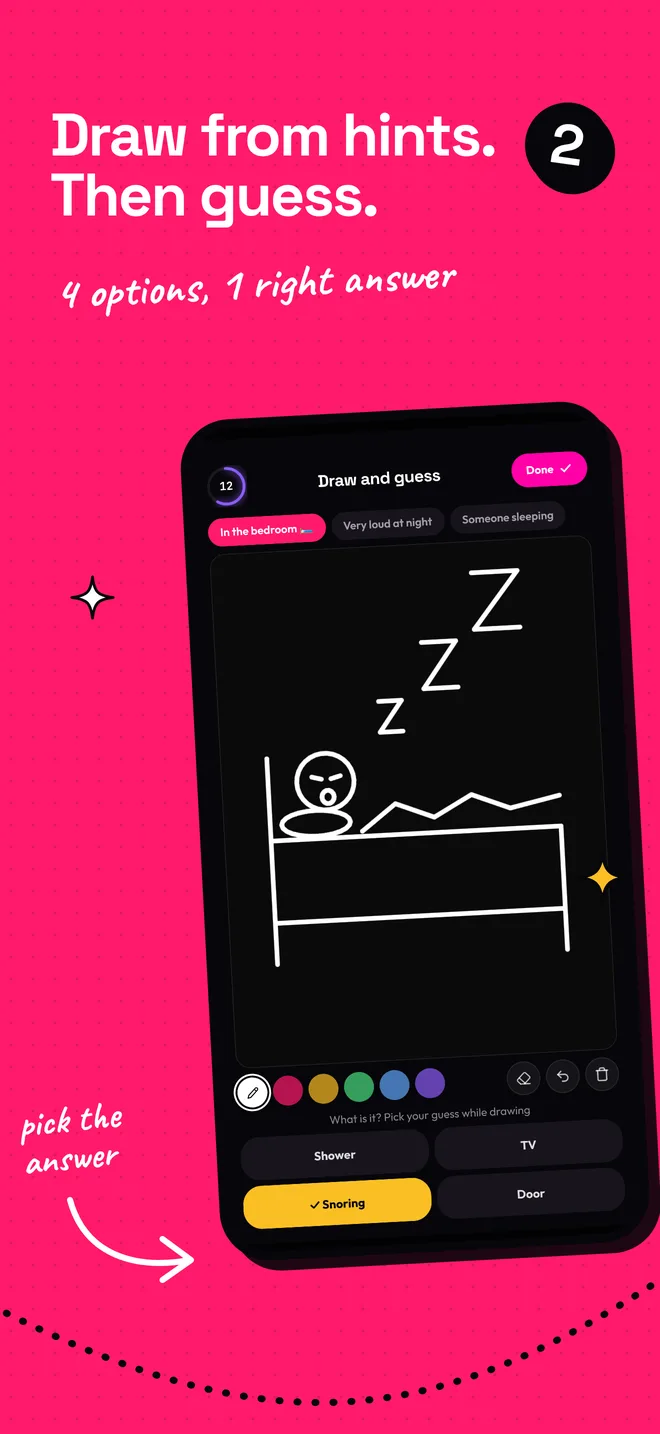 Draw from hints.
2
Then guess.
4 options, 1 right answer
12
Draw and guess
Done
In the bedroom
Very loud at night
Someone sleeping
Z
Z
Z
What is it? Pick your guess while drawing
Shower
TV
Snoring
Door
pick the
answer